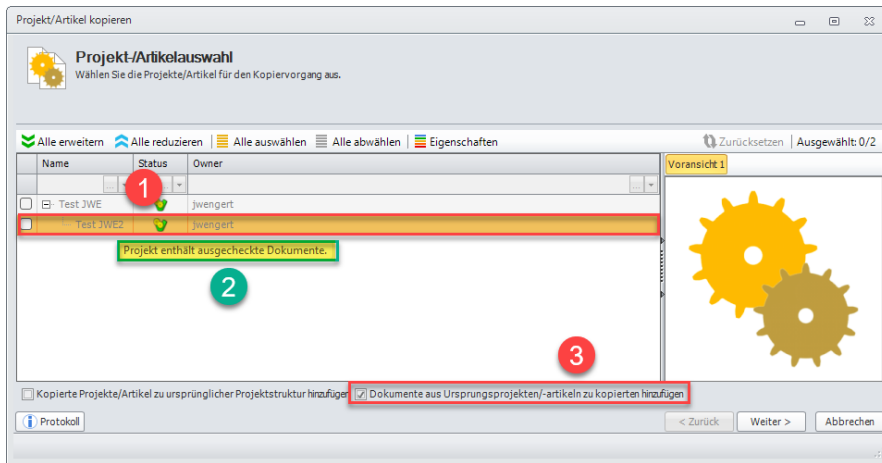 Projekt/Artikel kopieren
Projekt-/Artikelauswahl
Wählen Sie die Projekte/Artikel für den Kopiervorgang aus.
Alle erweitern Alle reduzieren Alle auswählen Alle abwählen Eigenschaften Zurücksetzen Ausgewählt: 0/2
Name Status Owner Voransicht 1
1
Test JWE jwengert
Test JWE2 jwengert
Projekt enthält ausgecheckte Dokumente.
2
3
Kopierte Projekte/Artikel zu ursprünglicher Projektstruktur hinzufügen Dokumente aus Ursprungsprojekten/-artikeln zu kopierten hinzufügen
Protokoll < Zurück Weiter > Abbrechen